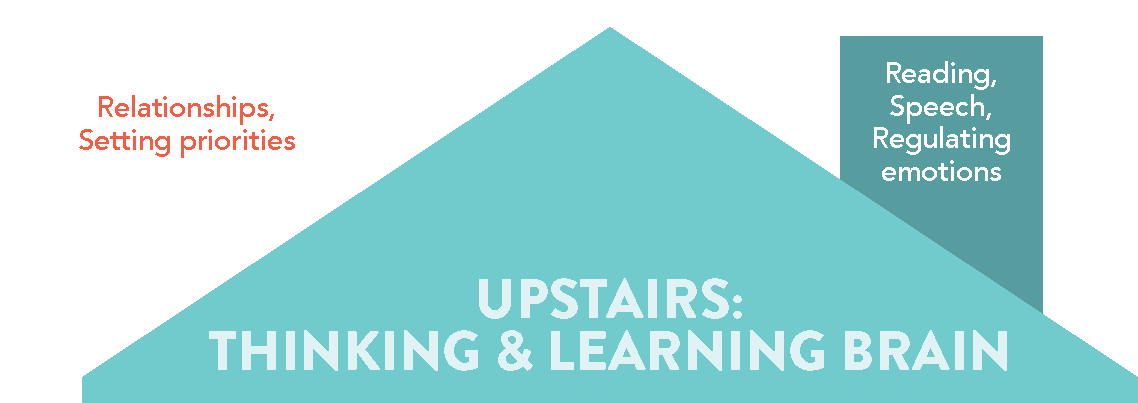 Relationships,
Setting priorities
Reading,
Speech,
Regulating
emotions
UPSTAIRS:
THINKING & LEARNING BRAIN